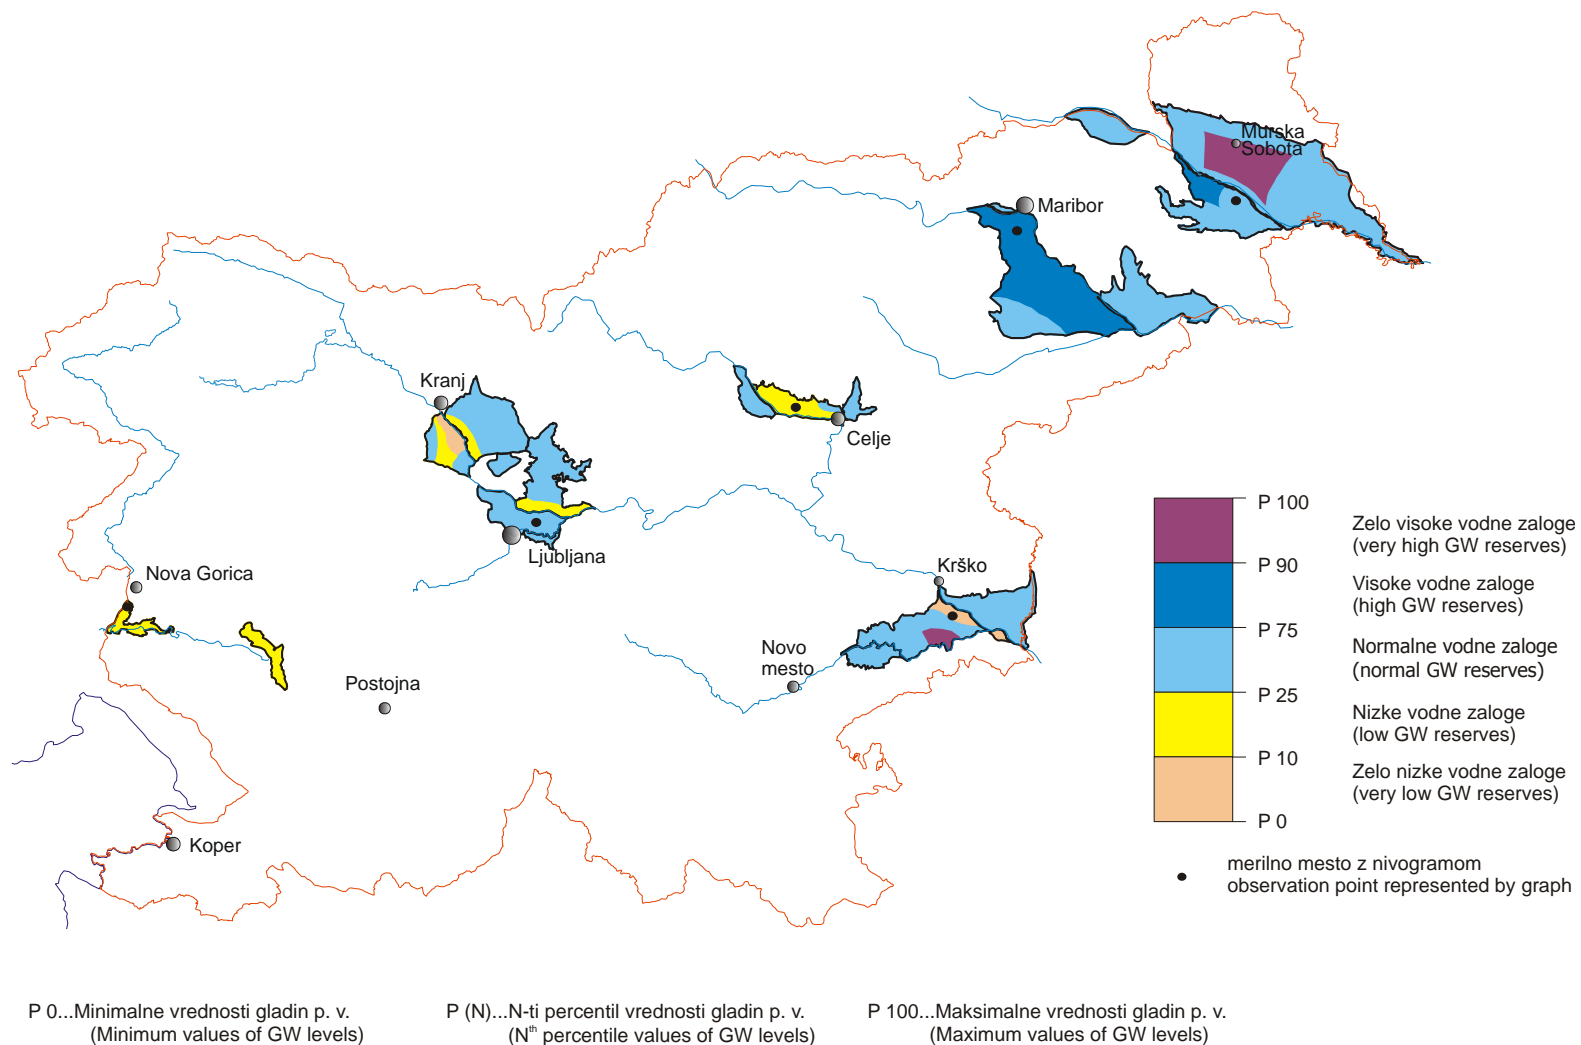 Murska
Sobota
Maribor
Kranj
Celje
Ljubljana
Nova Gorica
Krško
Novo
mesto
Postojna
Koper
P 100
Zelo visoke vodne zaloge
(very high GW reserves)
P 90
Visoke vodne zaloge
(high GW reserves)
P 75
Normalne vodne zaloge
(normal GW reserves)
P 25
Nizke vodne zaloge
(low GW reserves)
P 10
Zelo nizke vodne zaloge
(very low GW reserves)
P 0
merilno mesto z nivogramom
observation point represented by graph
P 0...Minimalne vrednosti gladin p. v.
(Minimum values of GW levels)
P (N)...N-ti percentil vrednosti gladin p. v.
(Nth percentile values of GW levels)
P 100...Maksimalne vrednosti gladin p. v.
(Maximum values of GW levels)